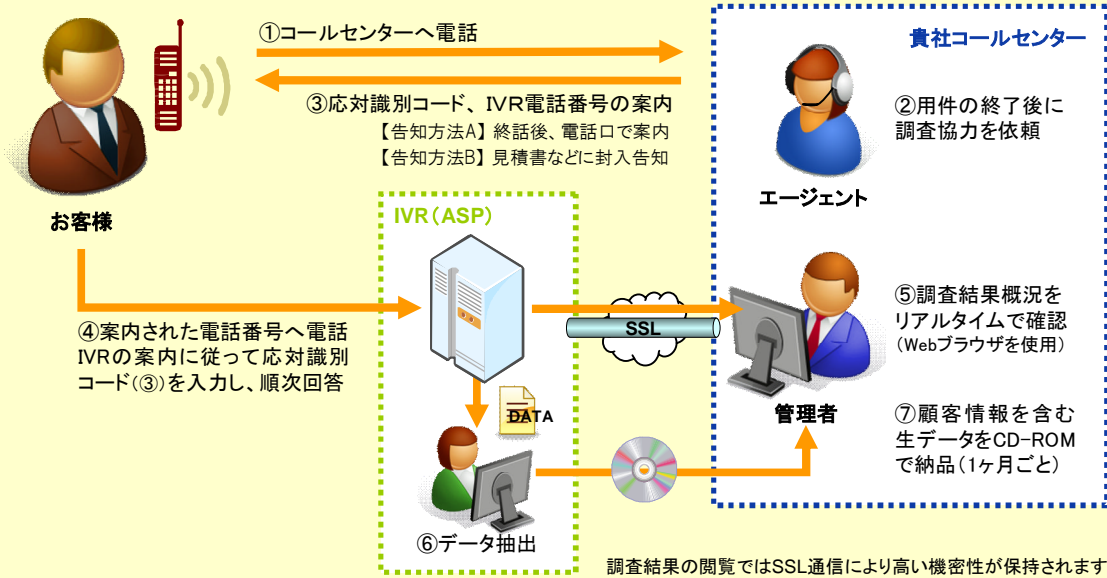 ①コールセンターへ電話
貴社コールセンター
③応対識別コード、IVR電話番号の案内
【告知方法A】 終話後、電話口で案内
【告知方法B】 見積書などに封入告知
②用件の終了後に
調査協力を依頼
エージェント
お客様
IVR(ASP)
④案内された電話番号へ電話
IVRの案内に従って応対識別
コード(③)を入力し、順次回答
SSL
⑤調査結果概況を
リアルタイムで確認
(Webブラウザを使用)
DATA
管理者
⑦顧客情報を含む
生データをCD-ROM
で納品(1ヶ月ごと)
⑥データ抽出
調査結果の閲覧ではSSL通信により高い機密性が保持されます